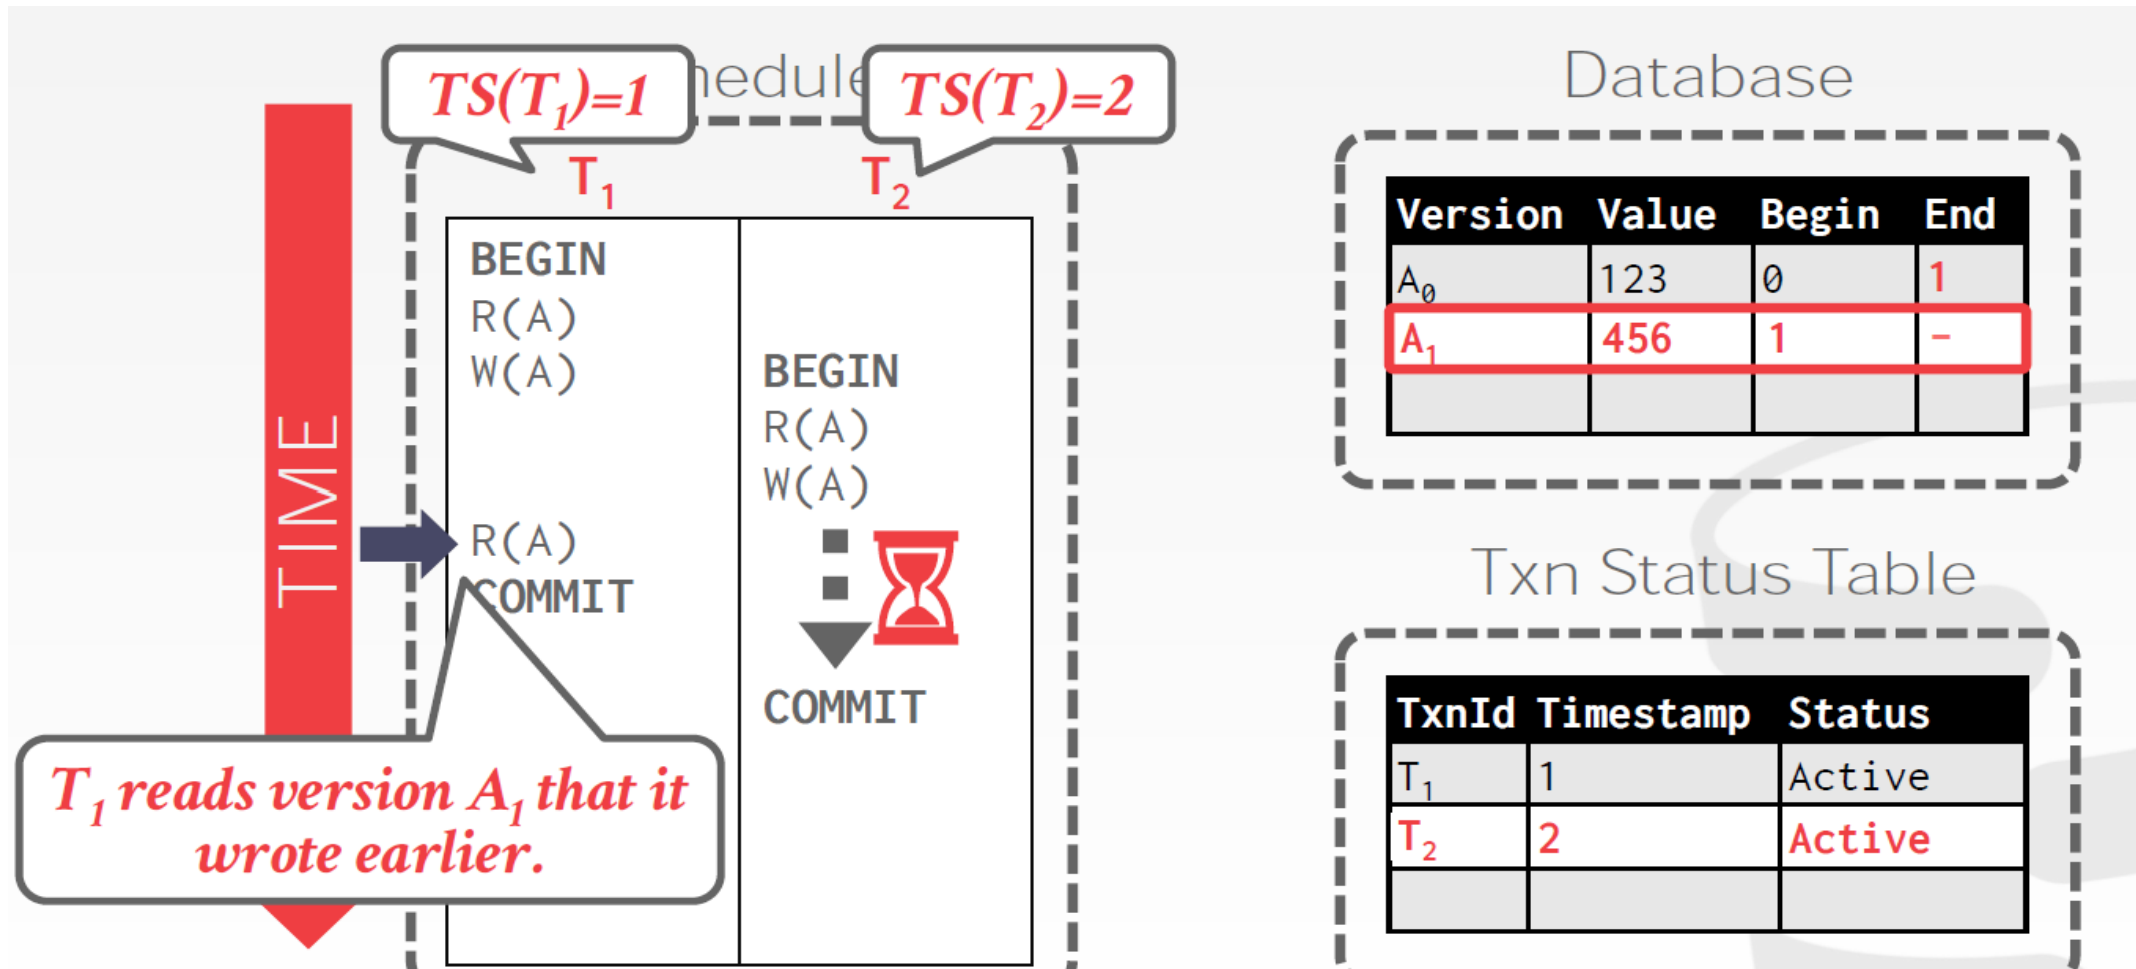 TS(T1)=1
hedule
TS(T2)=2
T1
T2
TIME
BEGIN
R(A)
W(A)
BEGIN
R(A)
W(A)
R(A)
COMMIT
COMMIT
T1 reads version A1 that it
wrote earlier.
Database
Version Value Begin End
A0 123 0 1
A1 456 1 -
Txn Status Table
TxnId Timestamp Status
T1 1 Active
T2 2 Active